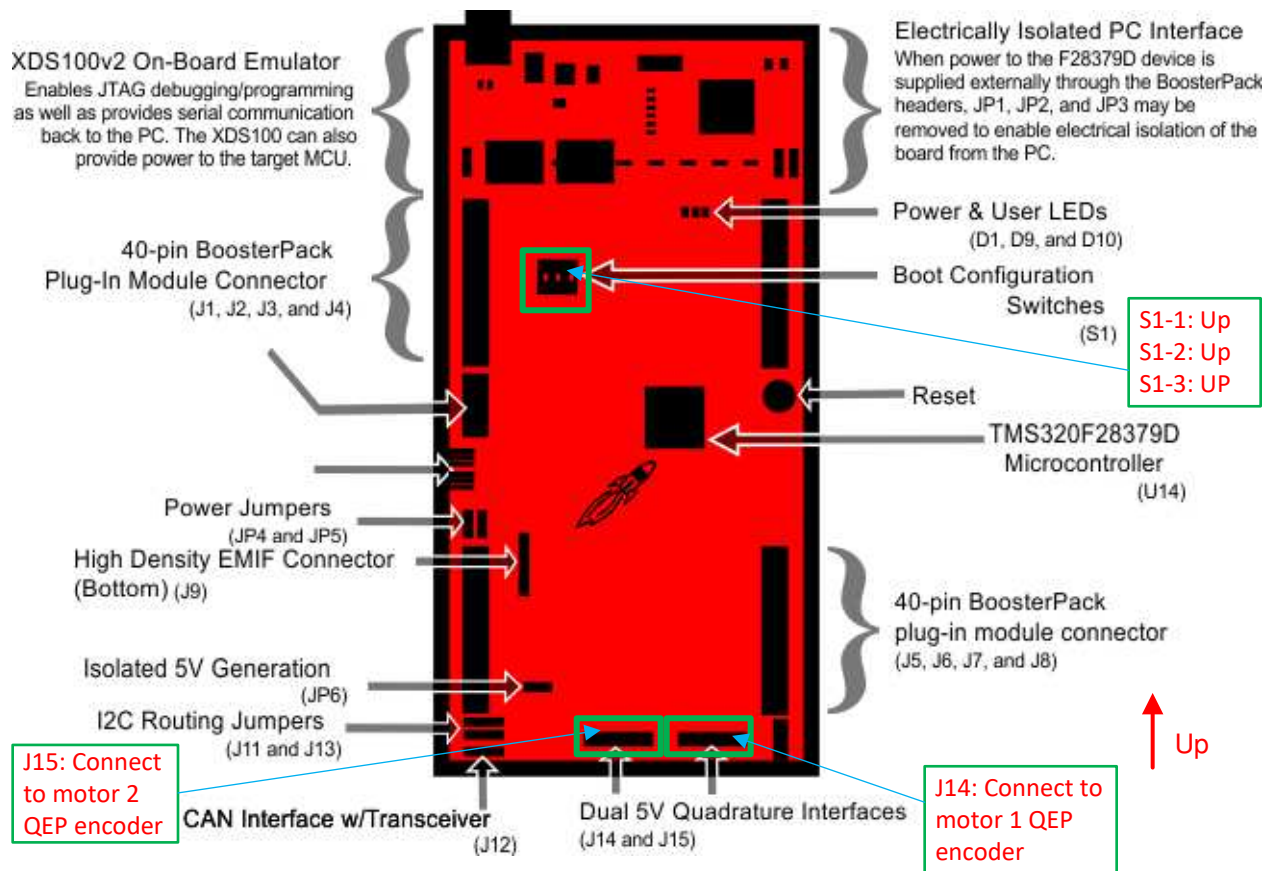 XDS100v2 On-Board Emulator
Enables JTAG debugging/programming
as well as provides serial communication
back to the PC. The XDS100 can also
provide power to the target MCU.
40-pin BoosterPack
Plug-In Module Connector
(J1, J2, J3, and J4)
Power Jumpers
(JP4 and JP5)
High Density EMIF Connector
(Bottom) (J9)
Isolated 5V Generation
(JP6)
I2C Routing Jumpers
(J11 and J13)
J15: Connect
to motor 2
QEP encoder
CAN Interface w/Transceiver
(J12)
Dual 5V Quadrature Interfaces
(J14 and J15)
Electrically Isolated PC Interface
When power to the F28379D device is
supplied externally through the BoosterPack
headers, JP1, JP2, and JP3 may be
removed to enable electrical isolation of the
board from the PC.
Power & User LEDs
(D1, D9, and D10)
Boot Configuration
Switches
(S1)
S1-1: Up
S1-2: Up
S1-3: UP
Reset
TMS320F28379D
Microcontroller
(U14)
40-pin BoosterPack
plug-in module connector
(J5, J6, J7, and J8)
Up
J14: Connect to
motor 1 QEP
encoder